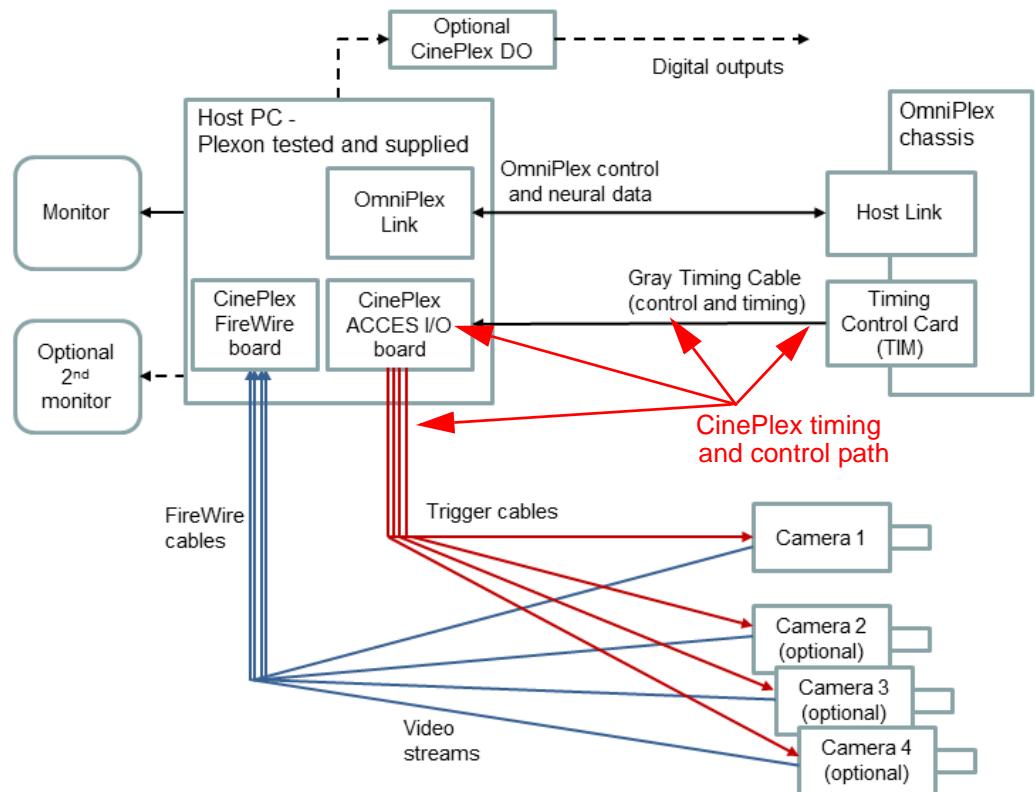 Optional
CinePlex DO
Digital outputs
Host PC -
Plexon tested and supplied
OmniPlex
chassis
OmniPlex control
and neural data
OmniPlex
Link
Host Link
Monitor
Gray Timing Cable
(control and timing)
CinePlex
FireWire
board
CinePlex
ACCES I/O
board
Timing
Control Card
(TIM)
Optional
2nd
monitor
CinePlex timing
and control path
FireWire
cables
Trigger cables
Camera 1
Camera 2
(optional)
Camera 3
(optional)
Video
streams
Camera 4
(optional)